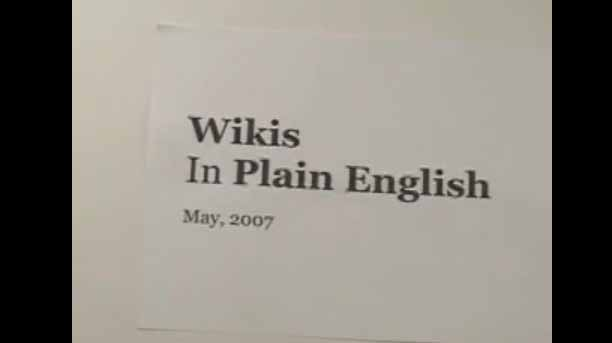 Wikis
In Plain English
May, 2007